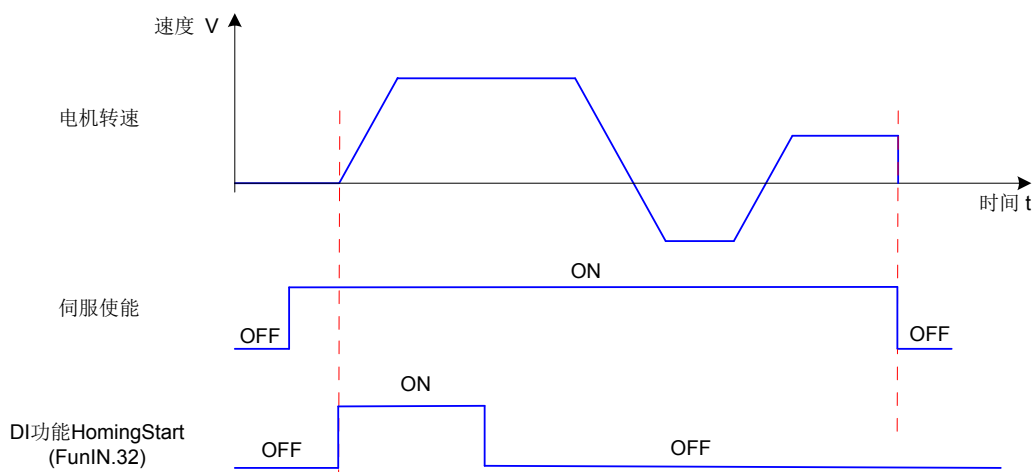 速度 V
电机转速
时间 t
ON
伺服使能
OFF
OFF
ON
DI功能HomingStart
(FunIN.32)
OFF
OFF